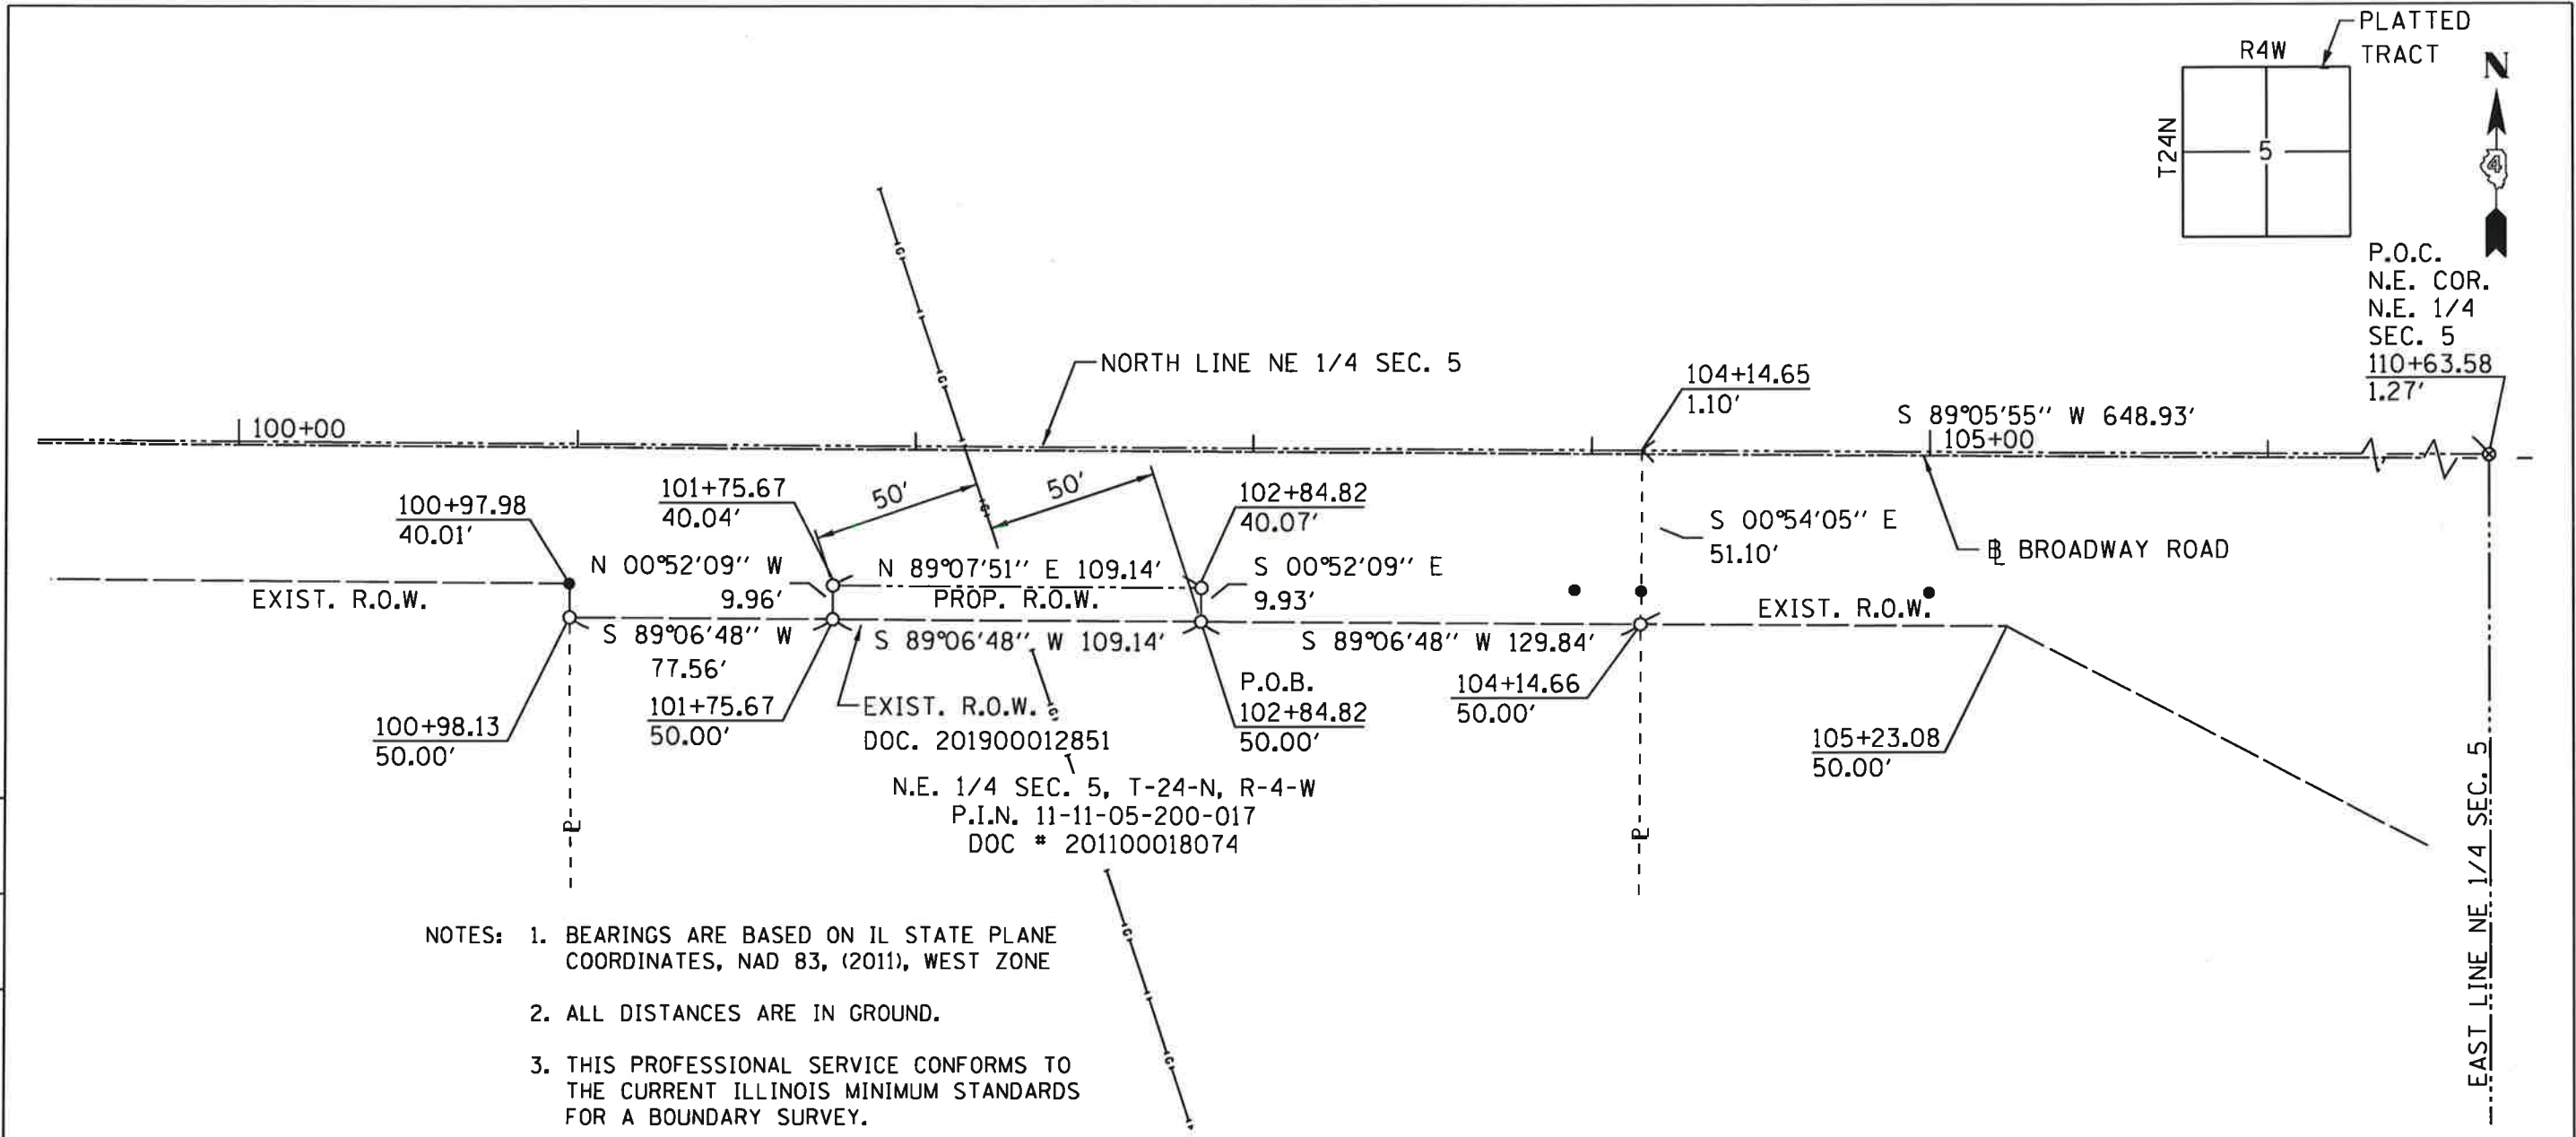 PLATTED
TRACT
R4W
T24N
5
N
4
P.O.C.
N.E. COR.
N.E. 1/4
SEC. 5
110+63.58
1.27'
NORTH LINE NE 1/4 SEC. 5
104+14.65
1.10'
S 89°05'55" W 648.93'
100+00
105+00
100+97.98
40.01'
101+75.67
40.04'
50'
50'
102+84.82
40.07'
S 00°54'05" E
51.10'
BROADWAY ROAD
N 00°52'09" W
9.96'
N 89°07'51" E 109.14'
PROP. R.O.W.
S 00°52'09" E
9.93'
EXIST. R.O.W.
EXIST. R.O.W.
S 89°06'48" W
77.56'
S 89°06'48" W 109.14'
S 89°06'48" W 129.84'
100+98.13
50.00'
101+75.67
50.00'
EXIST. R.O.W.
DOC. 201900012851
P.O.B.
102+84.82
50.00'
104+14.66
50.00'
105+23.08
50.00'
N.E. 1/4 SEC. 5, T-24-N, R-4-W
P.I.N. 11-11-05-200-017
DOC # 201100018074
EAST LINE NE 1/4 SEC. 5
NOTES: 1. BEARINGS ARE BASED ON IL STATE PLANE
COORDINATES, NAD 83, (2011), WEST ZONE
2. ALL DISTANCES ARE IN GROUND.
3. THIS PROFESSIONAL SERVICE CONFORMS TO
THE CURRENT ILLINOIS MINIMUM STANDARDS
FOR A BOUNDARY SURVEY.